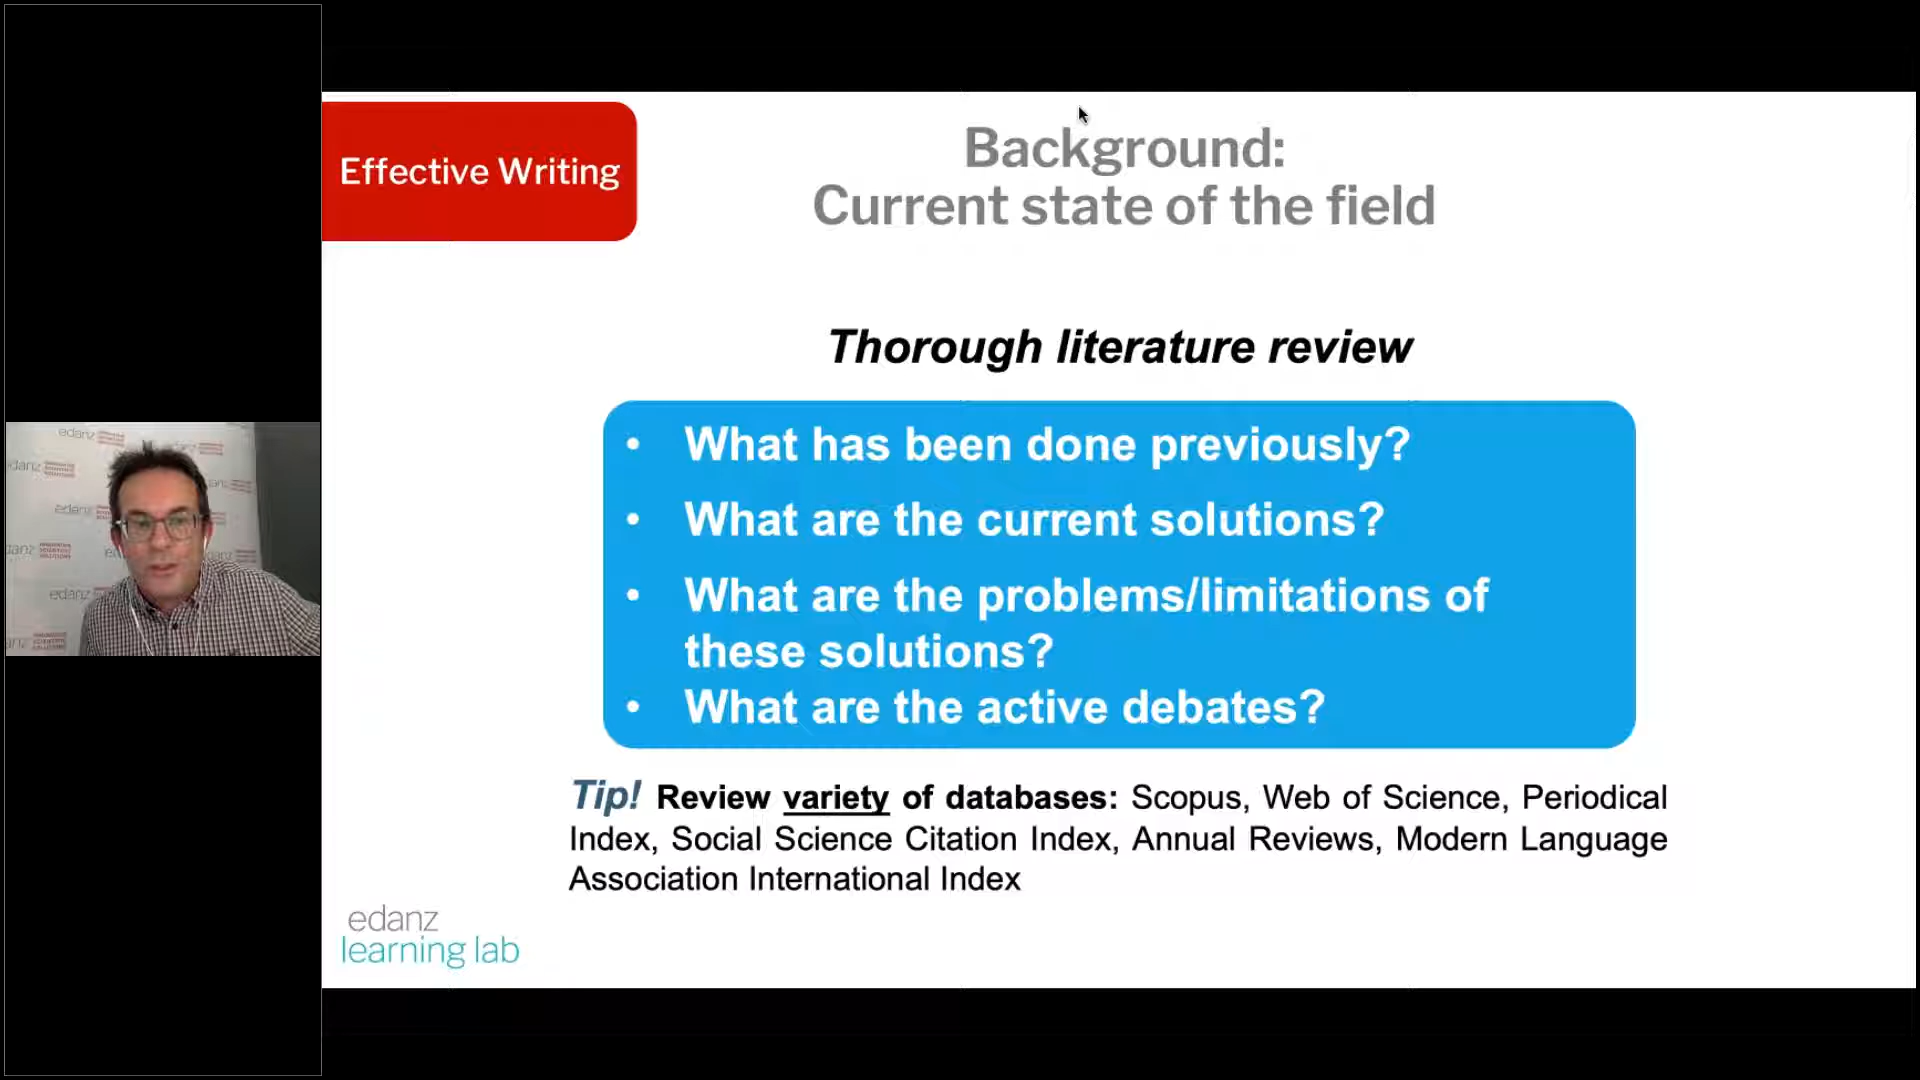 Effective Writing
Background:
Current state of the field
Thorough literature review
• What has been done previously?
• What are the current solutions?
• What are the problems/limitations of
these solutions?
• What are the active debates?
Tip! Review variety of databases: Scopus, Web of Science, Periodical
Index, Social Science Citation Index, Annual Reviews, Modern Language
Association International Index
edanz
learning lab
edanz
edanz
edanz